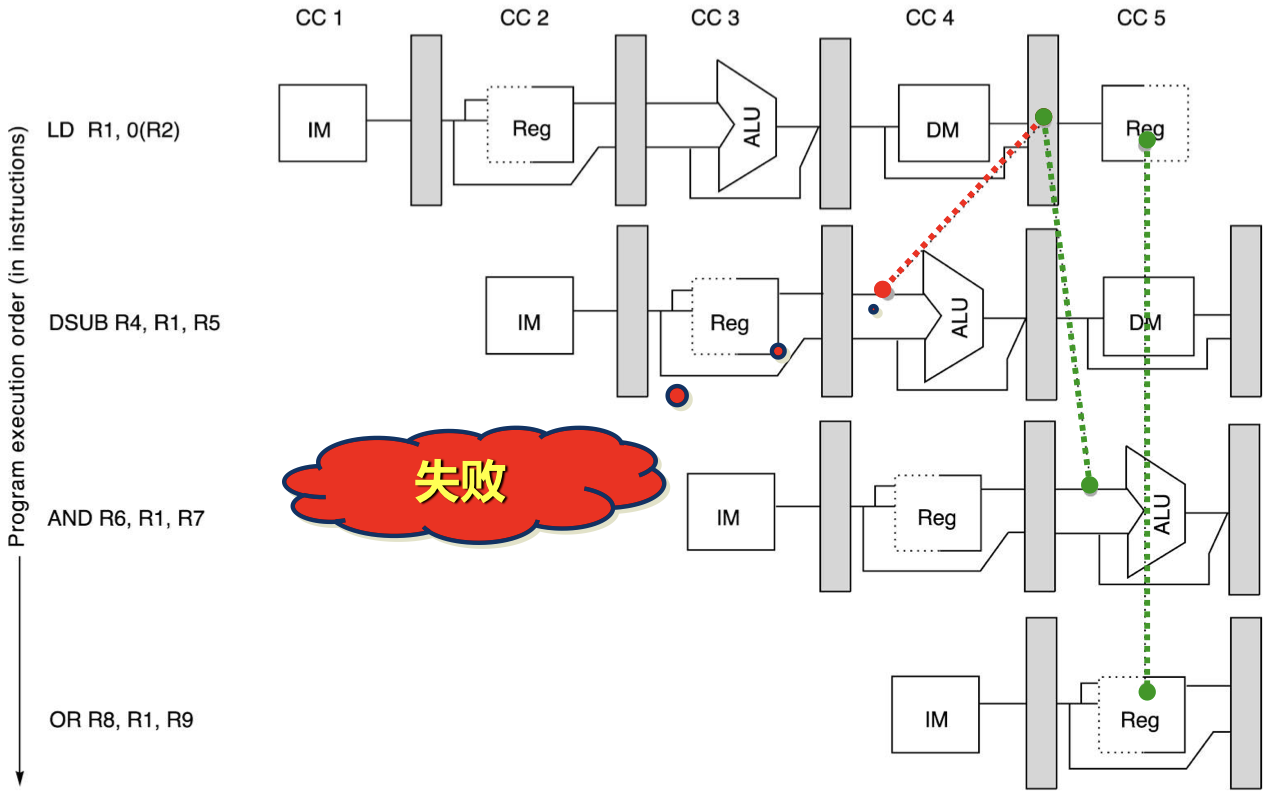 CC 1 CC 2 CC 3 CC 4 CC 5
Program execution order (in instructions)
LD R1, 0(R2)
IM Reg ALU DM Reg
DSUB R4, R1, R5
IM Reg ALU DM
失败
AND R6, R1, R7
IM Reg ALU
OR R8, R1, R9
IM Reg